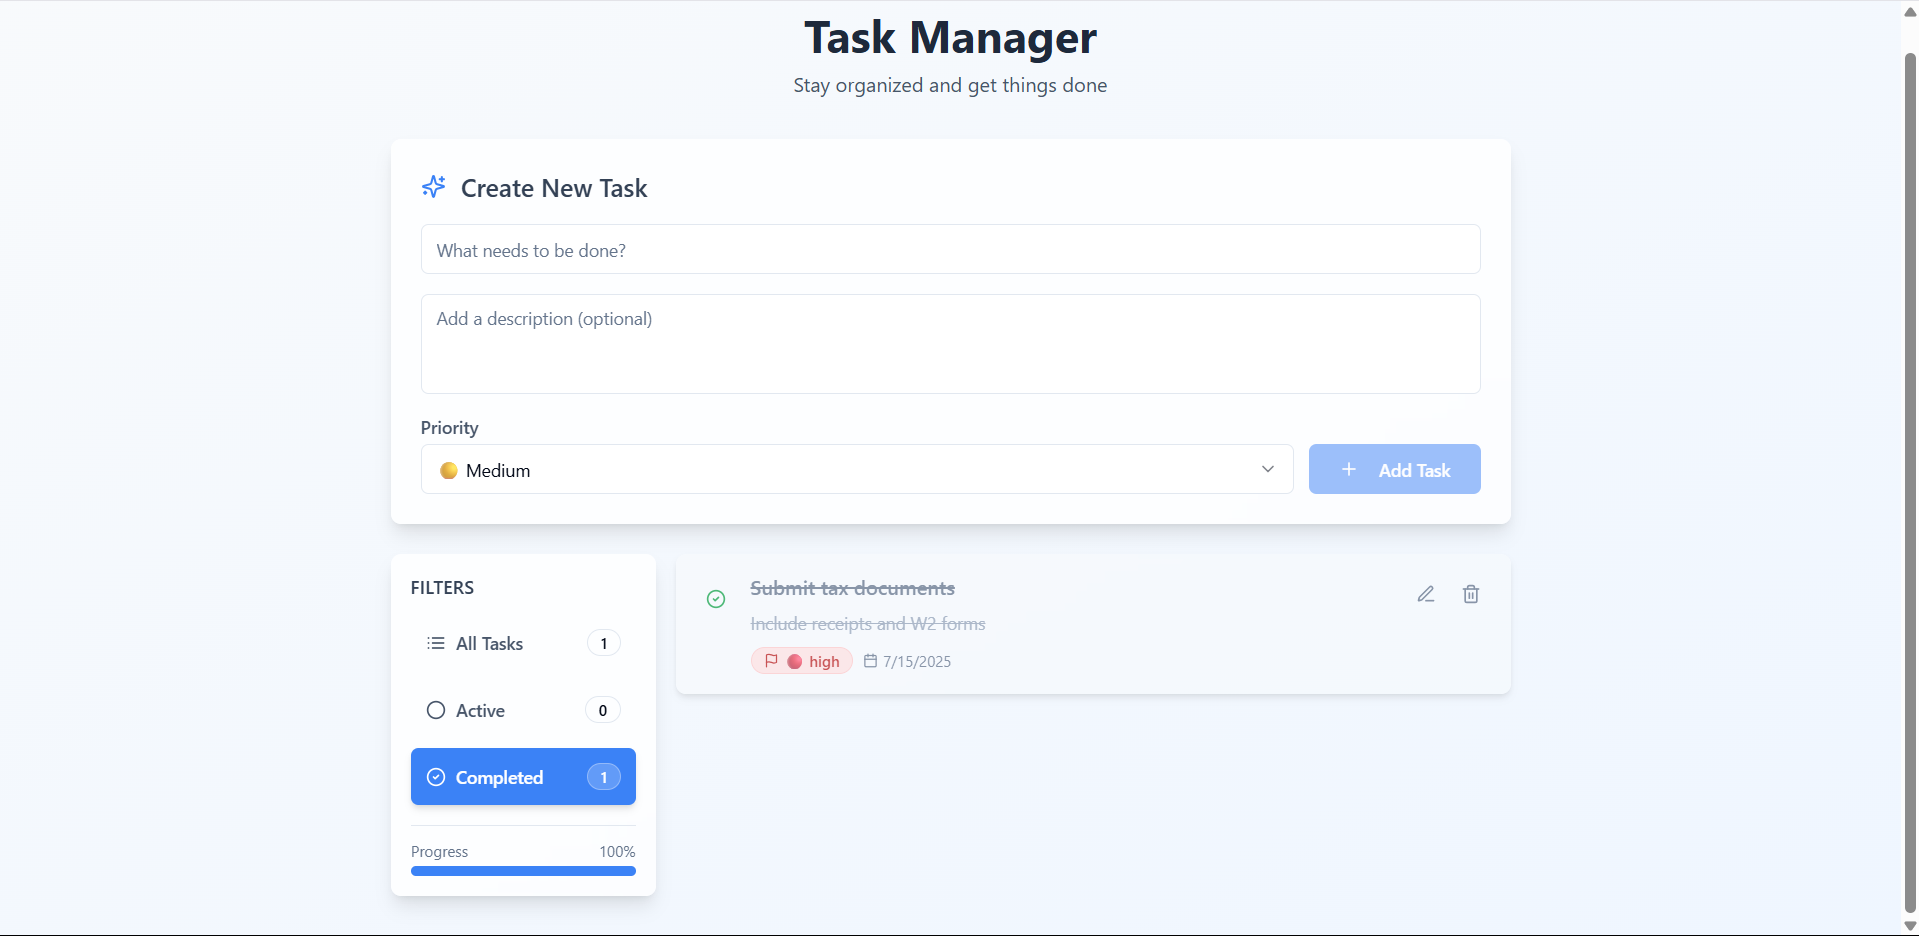 Task Manager
Stay organized and get things done
Create New Task
What needs to be done?
Add a description (optional)
Priority
Medium
Add Task
FILTERS
All Tasks 1
Active 0
Completed 1
Progress 100%
Submit tax documents
Include receipts and W2 forms
high 7/15/2025